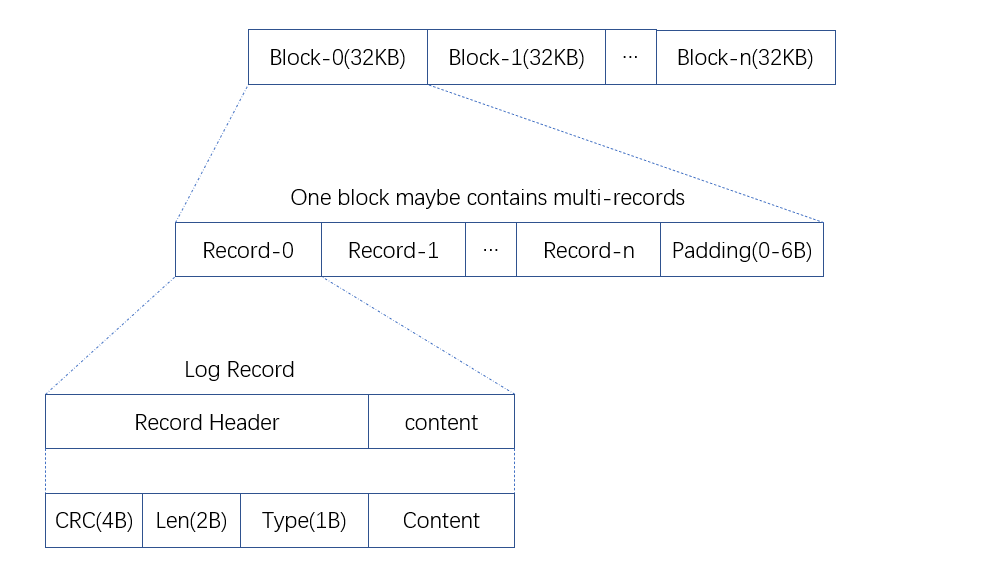 Block-0(32KB) Block-1(32KB) ... Block-n(32KB)
One block maybe contains multi-records
Record-0 Record-1 ... Record-n Padding(0-6B)
Log Record
Record Header content
CRC(4B) Len(2B) Type(1B) Content